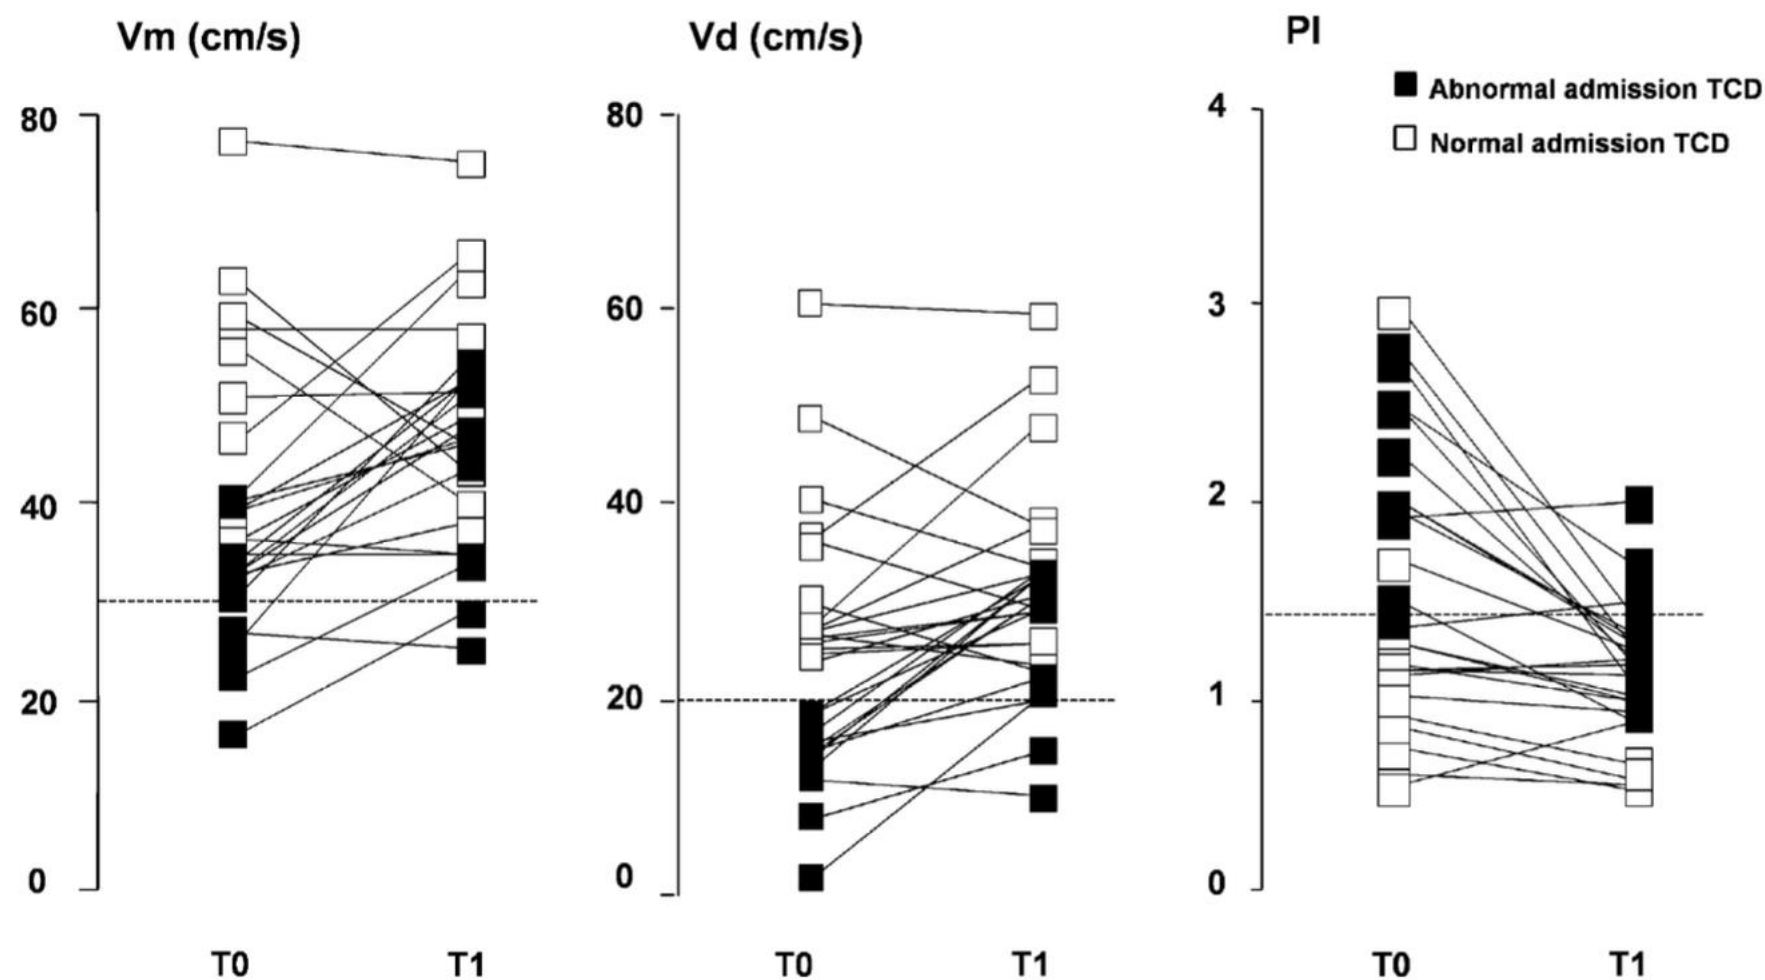 Vm (cm/s)
80
60
40
20
0
T0 T1
Vd (cm/s)
80
60
40
20
0
T0 T1
PI
Abnormal admission TCD
Normal admission TCD
4
3
2
1
0
T0 T1